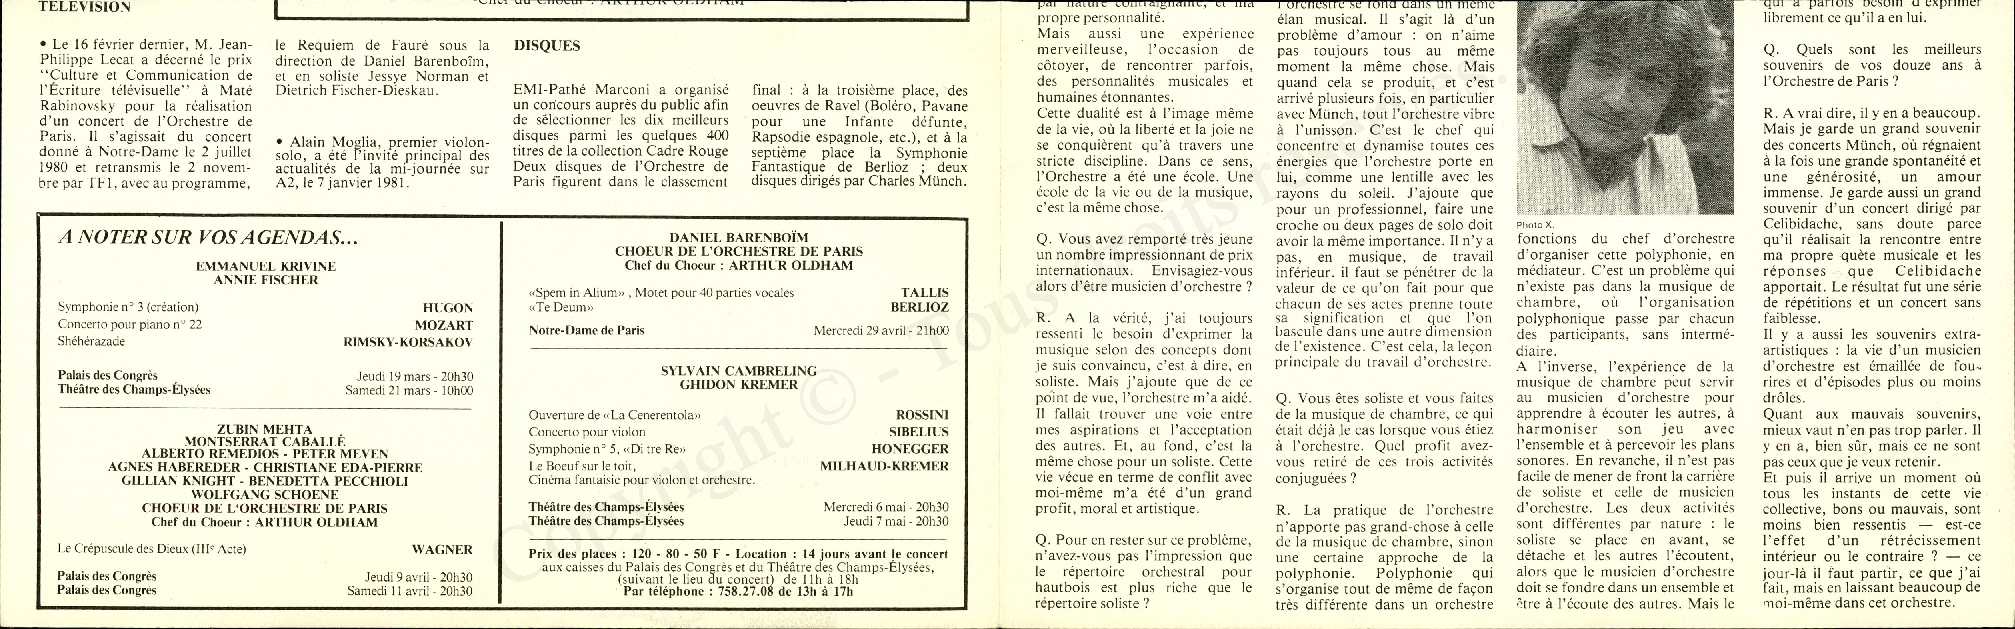 TÉLÉVISION
Chef du Choeur : ARTHUR OLDHAM
• Le 16 février dernier, M. Jean-
Philippe Lecat a décerné le prix
“Culture et Communication de
l'Écriture télévisuelle” à Maté
Rabinovsky pour la réalisation
d'un concert de l'Orchestre de
Paris. Il s'agissait du concert
donné à Notre-Dame le 2 juillet
1980 et retransmis le 2 novem-
bre par TF1, avec au programme,
le Requiem de Fauré sous la
direction de Daniel Barenboïm,
et en soliste Jessye Norman et
Dietrich Fischer-Dieskau.
• Alain Moglia, premier violon-
solo, a été l'invité principal des
actualités de la mi-journée sur
A2, le 7 janvier 1981.
DISQUES
EMI-Pathé Marconi a organisé
un concours auprès du public afin
de sélectionner les dix meilleurs
disques parmi les quelques 400
titres de la collection Cadre Rouge
Deux disques de l'Orchestre de
Paris figurent dans le classement
final : à la troisième place, des
oeuvres de Ravel (Boléro, Pavane
pour une Infante défunte,
Rapsodie espagnole, etc.), et à la
septième place la Symphonie
Fantastique de Berlioz ; deux
disques dirigés par Charles Münch.
A NOTER SUR VOS AGENDAS...
EMMANUEL KRIVINE
ANNIE FISCHER
Symphonie n° 3 (création) HUGON
Concerto pour piano n° 22 MOZART
Shéhérazade RIMSKY-KORSAKOV
Palais des Congrès Jeudi 19 mars - 20h30
Théâtre des Champs-Élysées Samedi 21 mars - 10h00
ZUBIN MEHTA
MONTSERRAT CABALLÉ
ALBERTO REMEDIOS - PETER MEVEN
AGNES HABEREDER - CHRISTIANE EDA-PIERRE
GILLIAN KNIGHT - BENEDETTA PECCHIOLI
WOLFGANG SCHOENE
CHOEUR DE L'ORCHESTRE DE PARIS
Chef du Choeur : ARTHUR OLDHAM
Le Crépuscule des Dieux (IIIe Acte) WAGNER
Palais des Congrès Jeudi 9 avril - 20h30
Palais des Congrès Samedi 11 avril - 20h30
DANIEL BARENBOÏM
CHOEUR DE L'ORCHESTRE DE PARIS
Chef du Choeur : ARTHUR OLDHAM
«Spem in Alium» , Motet pour 40 parties vocales TALLIS
«Te Deum» BERLIOZ
Notre-Dame de Paris Mercredi 29 avril - 21h00
SYLVAIN CAMBRELING
GHIDON KREMER
Ouverture de «La Cenerentola» ROSSINI
Concerto pour violon SIBELIUS
Symphonie n° 5, «Di tre Re» HONEGGER
Le Boeuf sur le toit, MILHAUD-KREMER
Cinéma fantaisie pour violon et orchestre.
Théâtre des Champs-Élysées Mercredi 6 mai - 20h30
Théâtre des Champs-Élysées Jeudi 7 mai - 20h30
Prix des places : 120 - 80 - 50 F - Location : 14 jours avant le concert
aux caisses du Palais des Congrès et du Théâtre des Champs-Élysées,
(suivant le lieu du concert) de 11h à 18h
Par téléphone : 758.27.08 de 13h à 17h
par nature contraignante, et ma
propre personnalité.
Mais aussi une expérience
merveilleuse, l'occasion de
côtoyer, de rencontrer parfois,
des personnalités musicales et
humaines étonnantes.
Cette dualité est à l'image même
de la vie, où la liberté et la joie ne
se conquièrent qu'à travers une
stricte discipline. Dans ce sens,
l'Orchestre a été une école. Une
école de la vie ou de la musique,
c'est la même chose.
Q. Vous avez remporté très jeune
un nombre impressionnant de prix
internationaux. Envisagiez-vous
alors d'être musicien d'orchestre ?
R. A la vérité, j'ai toujours
ressenti le besoin d'exprimer la
musique selon des concepts dont
je suis convaincu, c'est à dire, en
soliste. Mais j'ajoute que de ce
point de vue, l'orchestre m'a aidé.
Il fallait trouver une voie entre
mes aspirations et l'acceptation
des autres. Et, au fond, c'est la
même chose pour un soliste. Cette
vie vécue en terme de conflit avec
moi-même m'a été d'un grand
profit, moral et artistique.
Q. Pour en rester sur ce problème,
n'avez-vous pas l'impression que
le répertoire orchestral pour
hautbois est plus riche que le
répertoire soliste ?
l'orchestre se fond dans un même
élan musical. Il s'agit là d'un
problème d'amour : on n'aime
pas toujours tous au même
moment la même chose. Mais
quand cela se produit, et c'est
arrivé plusieurs fois, en particulier
avec Münch, tout l'orchestre vibre
à l'unisson. C'est le chef qui
concentre et dynamise toutes ces
énergies que l'orchestre porte en
lui, comme une lentille avec les
rayons du soleil. J'ajoute que
pour un professionnel, faire une
croche ou deux pages de solo doit
avoir la même importance. Il n'y a
pas, en musique, de travail
inférieur. il faut se pénétrer de la
valeur de ce qu'on fait pour que
chacun de ses actes prenne toute
sa signification et que l'on
bascule dans une autre dimension
de l'existence. C'est cela, la leçon
principale du travail d'orchestre.
Q. Vous êtes soliste et vous faites
de la musique de chambre, ce qui
était déjà le cas lorsque vous étiez
à l'orchestre. Quel profit avez-
vous retiré de ces trois activités
conjuguées ?
R. La pratique de l'orchestre
n'apporte pas grand-chose à celle
de la musique de chambre, sinon
une certaine approche de la
polyphonie. Polyphonie qui
s'organise tout de même de façon
très différente dans un orchestre
Photo X.
fonctions du chef d'orchestre
d'organiser cette polyphonie, en
médiateur. C'est un problème qui
n'existe pas dans la musique de
chambre, où l'organisation
polyphonique passe par chacun
des participants, sans intermé-
diaire.
A l'inverse, l'expérience de la
musique de chambre peut servir
au musicien d'orchestre pour
apprendre à écouter les autres, à
harmoniser son jeu avec
l'ensemble et à percevoir les plans
sonores. En revanche, il n'est pas
facile de mener de front la carrière
de soliste et celle de musicien
d'orchestre. Les deux activités
sont différentes par nature : le
soliste se place en avant, se
détache et les autres l'écoutent,
alors que le musicien d'orchestre
doit se fondre dans un ensemble et
être à l'écoute des autres. Mais le
qui a parfois besoin d'exprimer
librement ce qu'il a en lui.
Q. Quels sont les meilleurs
souvenirs de vos douze ans à
l'Orchestre de Paris ?
R. A vrai dire, il y en a beaucoup.
Mais je garde un grand souvenir
des concerts Münch, où régnaient
à la fois une grande spontanéité et
une générosité, un amour
immense. Je garde aussi un grand
souvenir d'un concert dirigé par
Celibidache, sans doute parce
qu'il réalisait la rencontre entre
ma propre quête musicale et les
réponses que Celibidache
apportait. Le résultat fut une série
de répétitions et un concert sans
faiblesse.
Il y a aussi les souvenirs extra-
artistiques : la vie d'un musicien
d'orchestre est émaillée de fou-
rires et d'épisodes plus ou moins
drôles.
Quant aux mauvais souvenirs,
mieux vaut n'en pas trop parler. Il
y en a, bien sûr, mais ce ne sont
pas ceux que je veux retenir.
Et puis il arrive un moment où
tous les instants de cette vie
collective, bons ou mauvais, sont
moins bien ressentis — est-ce
l'effet d'un rétrécissement
intérieur ou le contraire ? — ce
jour-là il faut partir, ce que j'ai
fait, mais en laissant beaucoup de
moi-même dans cet orchestre.
Copyright © - Tous droits